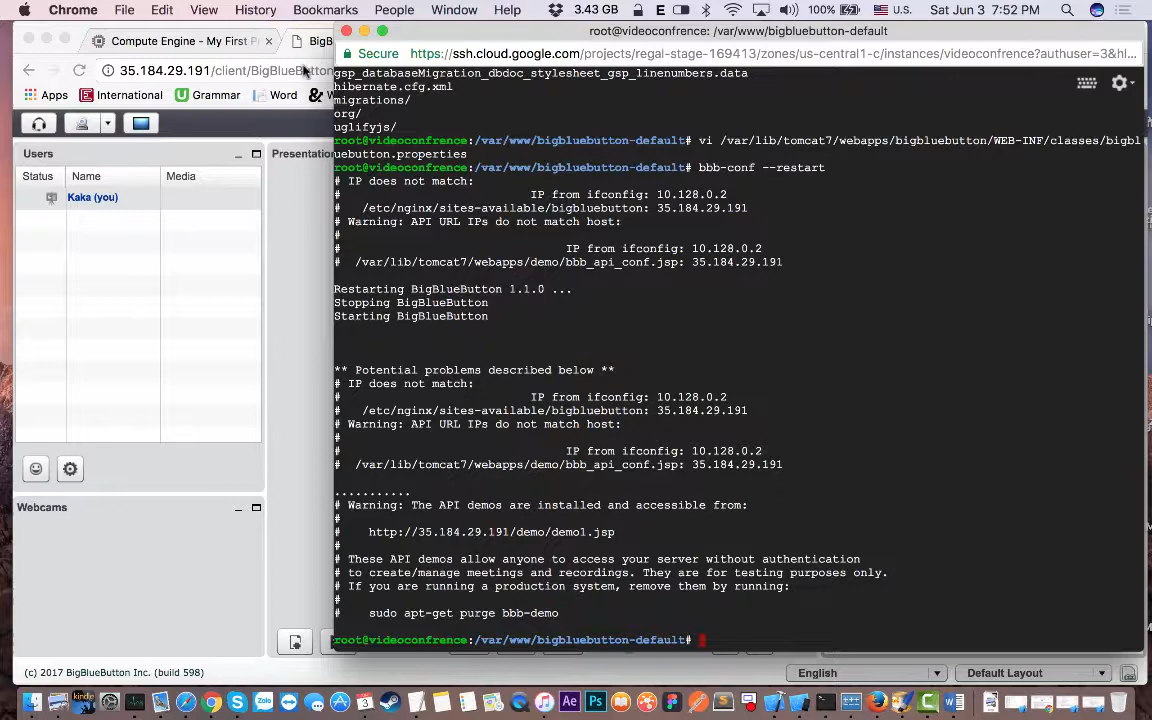 Chrome File Edit View History Bookmarks People Window Help 3.43 GB E 100% U.S. Sat Jun 3 7:52 PM
root@videoconfrence: /var/www/bigbluebutton-default
Compute Engine - My First P
BigB
Secure https://ssh.cloud.google.com/projects/regal-stage-169413/zones/us-central1-c/instances/videoconfrence?authuser=3&hl...
35.184.29.191/client/BigBlueButton
Apps International Grammar Word
Users
Presentation
Status Name Media
Kaka (you)
Webcams
gsp_databaseMigration_dbdoc_stylesheet_gsp_linenumbers.data
hibernate.cfg.xml
migrations/
org/
uglifyjs/
root@videoconfrence:/var/www/bigbluebutton-default# vi /var/lib/tomcat7/webapps/bigbluebutton/WEB-INF/classes/bigbl
uebutton.properties
root@videoconfrence:/var/www/bigbluebutton-default# bbb-conf --restart
# IP does not match:
# IP from ifconfig: 10.128.0.2
# /etc/nginx/sites-available/bigbluebutton: 35.184.29.191
# Warning: API URL IPs do not match host:
#
# IP from ifconfig: 10.128.0.2
# /var/lib/tomcat7/webapps/demo/bbb_api_conf.jsp: 35.184.29.191
Restarting BigBlueButton 1.1.0 ...
Stopping BigBlueButton
Starting BigBlueButton
** Potential problems described below **
# IP does not match:
# IP from ifconfig: 10.128.0.2
# /etc/nginx/sites-available/bigbluebutton: 35.184.29.191
# Warning: API URL IPs do not match host:
#
# IP from ifconfig: 10.128.0.2
# /var/lib/tomcat7/webapps/demo/bbb_api_conf.jsp: 35.184.29.191
...........
# Warning: The API demos are installed and accessible from:
#
# http://35.184.29.191/demo/demo1.jsp
#
# These API demos allow anyone to access your server without authentication
# to create/manage meetings and recordings. They are for testing purposes only.
# If you are running a production system, remove them by running:
#
# sudo apt-get purge bbb-demo
root@videoconfrence:/var/www/bigbluebutton-default#
(c) 2017 BigBlueButton Inc. (build 598)
English
Default Layout
kindle
Zalo
Ae
Ps